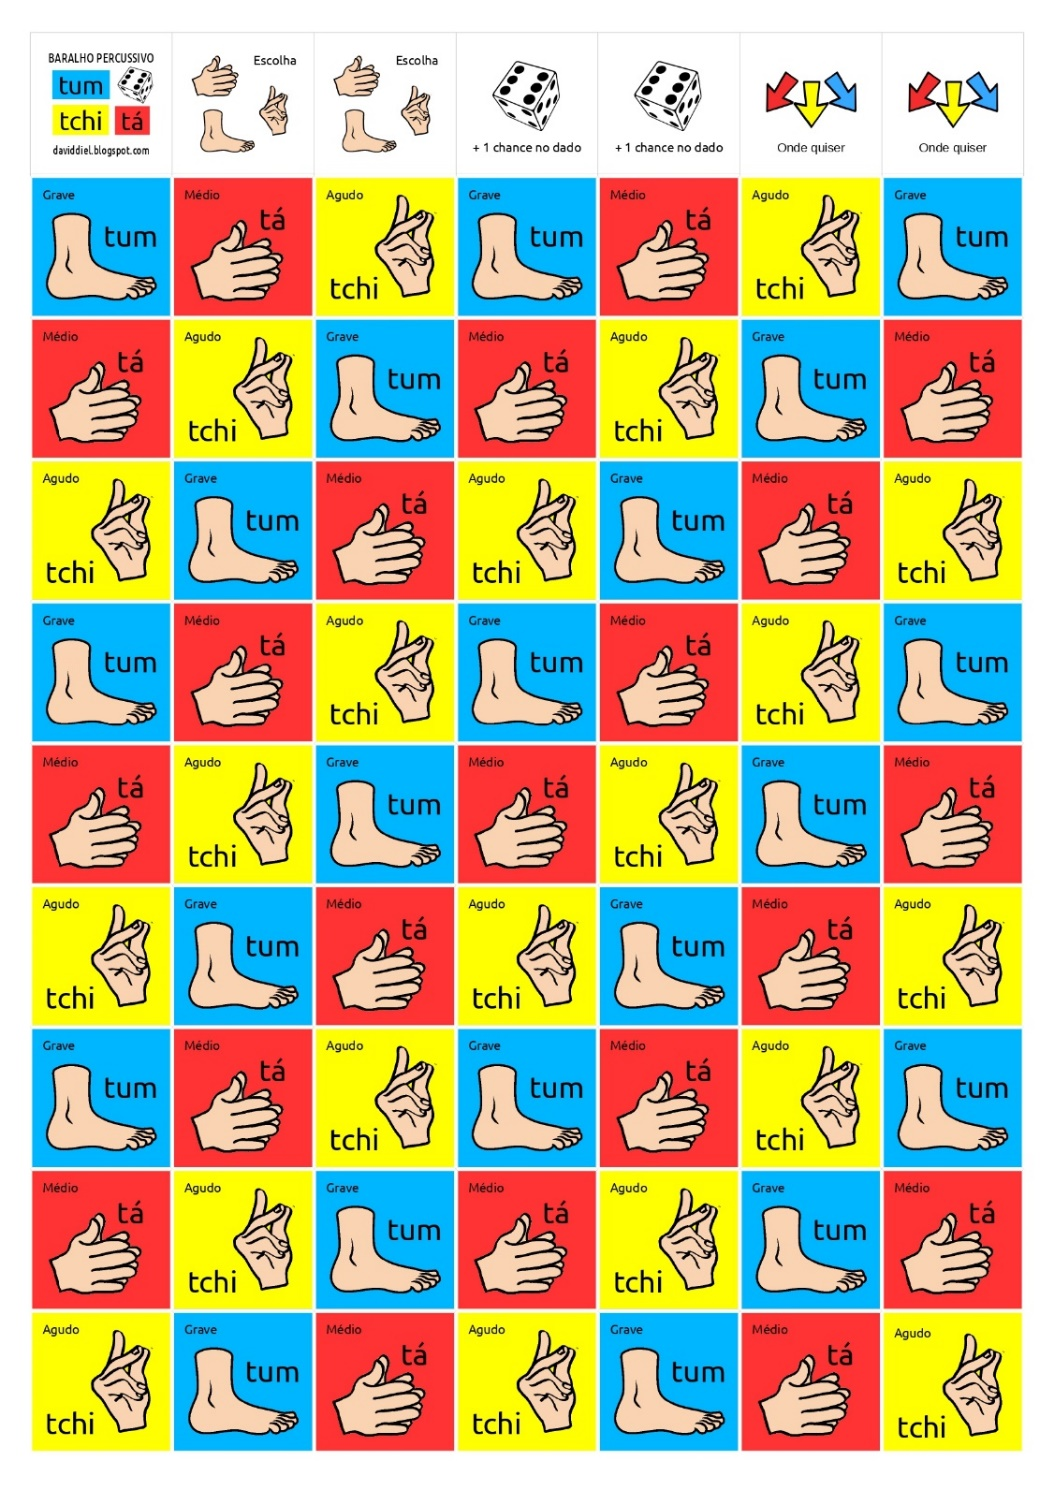 BARALHO PERCUSSIVO
tum
tchi tá
daviddiel.blogspot.com
Escolha
Escolha
+ 1 chance no dado
+ 1 chance no dado
Onde quiser
Onde quiser
Grave Médio Agudo Grave Médio Agudo Grave
tum tá tchi tum tá tchi tum
Médio Agudo Grave Médio Agudo Grave Médio
tá tchi tum tá tchi tum tá
Agudo Grave Médio Agudo Grave Médio Agudo
tchi tum tá tchi tum tá tchi
Grave Médio Agudo Grave Médio Agudo Grave
tum tá tchi tum tá tchi tum
Médio Agudo Grave Médio Agudo Grave Médio
tá tchi tum tá tchi tum tá
Agudo Grave Médio Agudo Grave Médio Agudo
tchi tum tá tchi tum tá tchi
Grave Médio Agudo Grave Médio Agudo Grave
tum tá tchi tum tá tchi tum
Médio Agudo Grave Médio Agudo Grave Médio
tá tchi tum tá tchi tum tá
Agudo Grave Médio Agudo Grave Médio Agudo
tchi tum tá tchi tum tá tchi